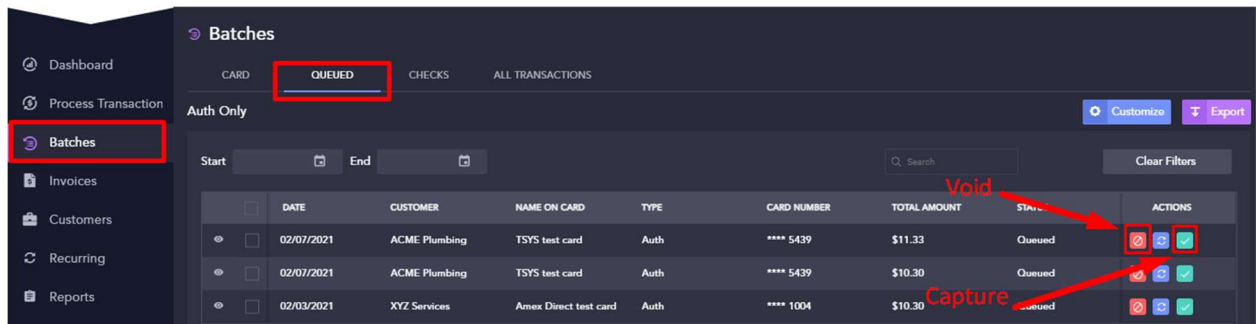 Batches
Dashboard
CARD QUEUED CHECKS ALL TRANSACTIONS
Process Transaction
Auth Only Customize Export
Batches
Start End Search Clear Filters
Invoices
Void
DATE CUSTOMER NAME ON CARD TYPE CARD NUMBER TOTAL AMOUNT ACTIONS
Customers
02/07/2021 ACME Plumbing TSYS test card Auth **** 5439 $11.33 Queued
Recurring
02/07/2021 ACME Plumbing TSYS test card Auth **** 5439 $10.30 Queued
Capture
Reports
02/03/2021 XYZ Services Amex Direct test card Auth **** 1004 $10.30 Queued